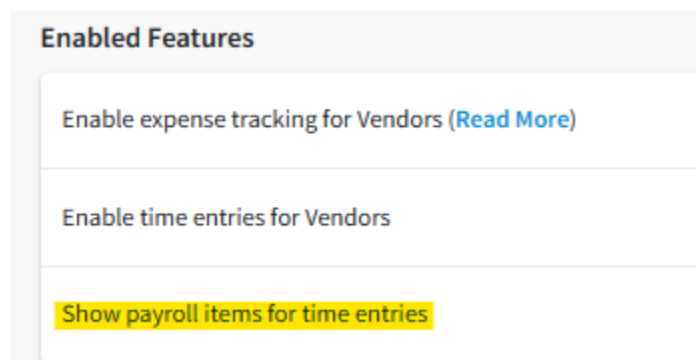 Enabled Features
Enable expense tracking for Vendors (Read More)
Enable time entries for Vendors
Show payroll items for time entries